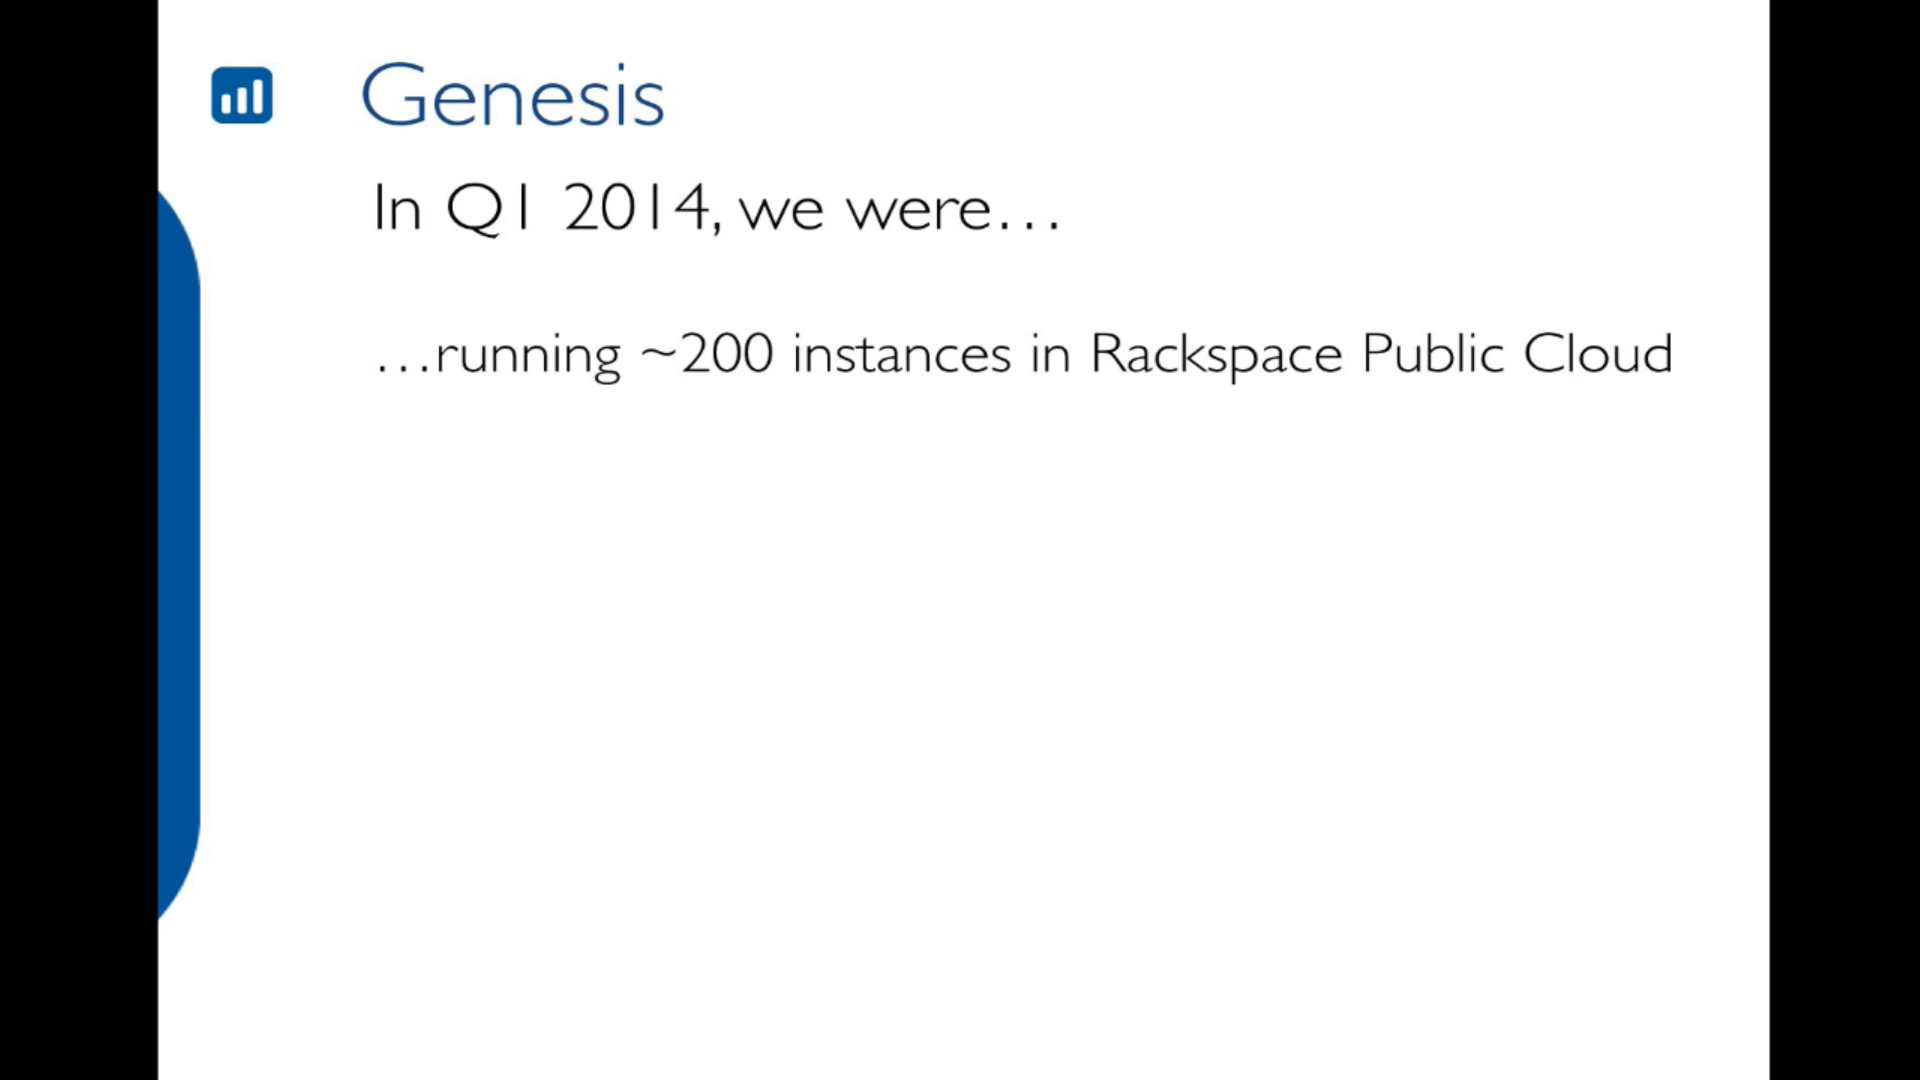 Genesis
In Q1 2014, we were…
…running ~200 instances in Rackspace Public Cloud